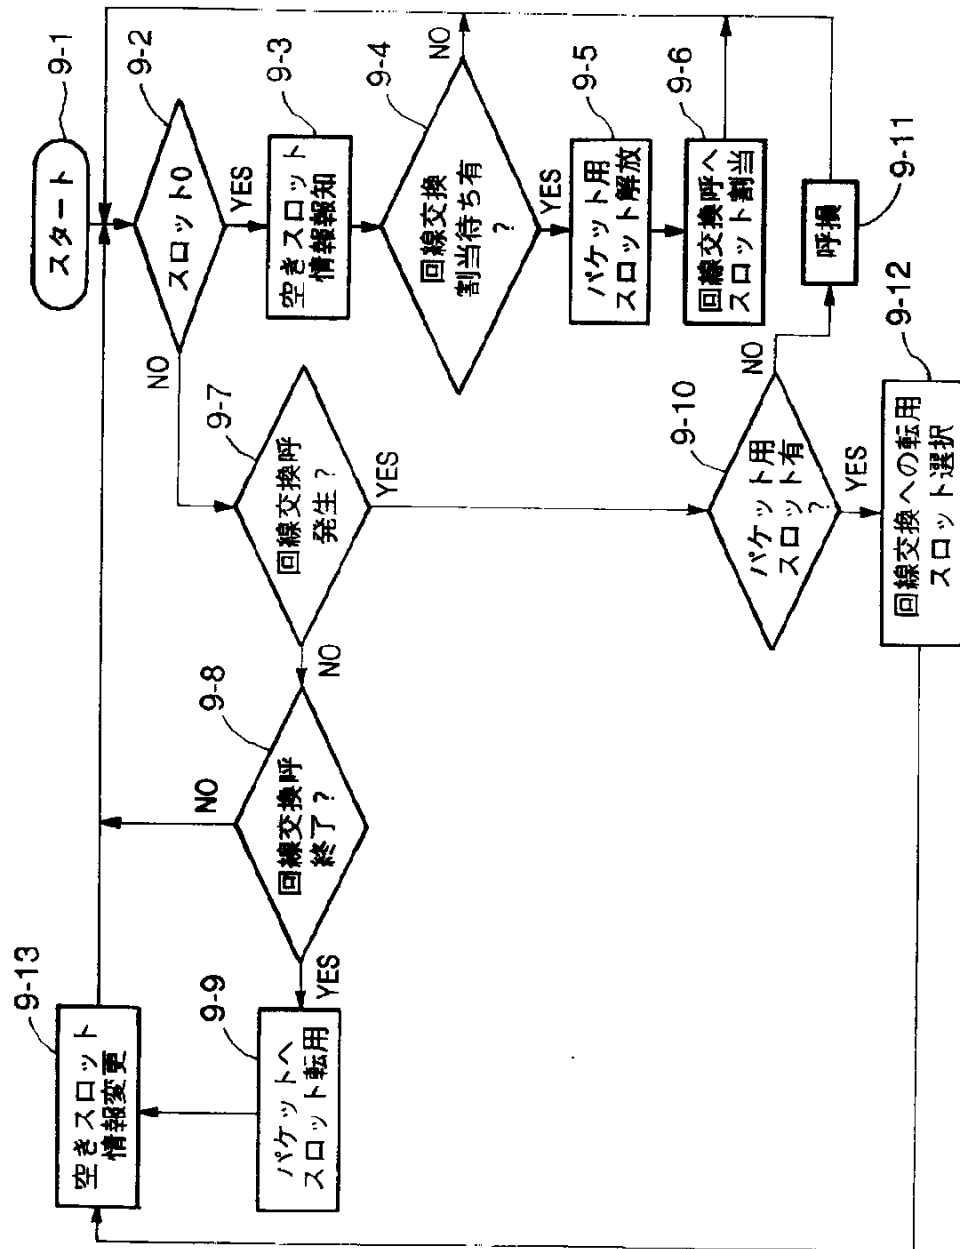 スタート
9-1
スロット0
9-2
YES
NO
空きスロット
情報報知
9-3
回線交換
割当待ち有
?
9-4
NO
YES
パケット用
スロット解放
9-5
回線交換呼へ
スロット割当
9-6
回線交換呼
発生?
9-7
YES
NO
回線交換呼
終了?
9-8
NO
YES
パケットへ
スロット転用
9-9
パケット用
スロット有
?
9-10
NO
YES
呼損
9-11
回線交換への転用
スロット選択
9-12
空きスロット
情報変更
9-13